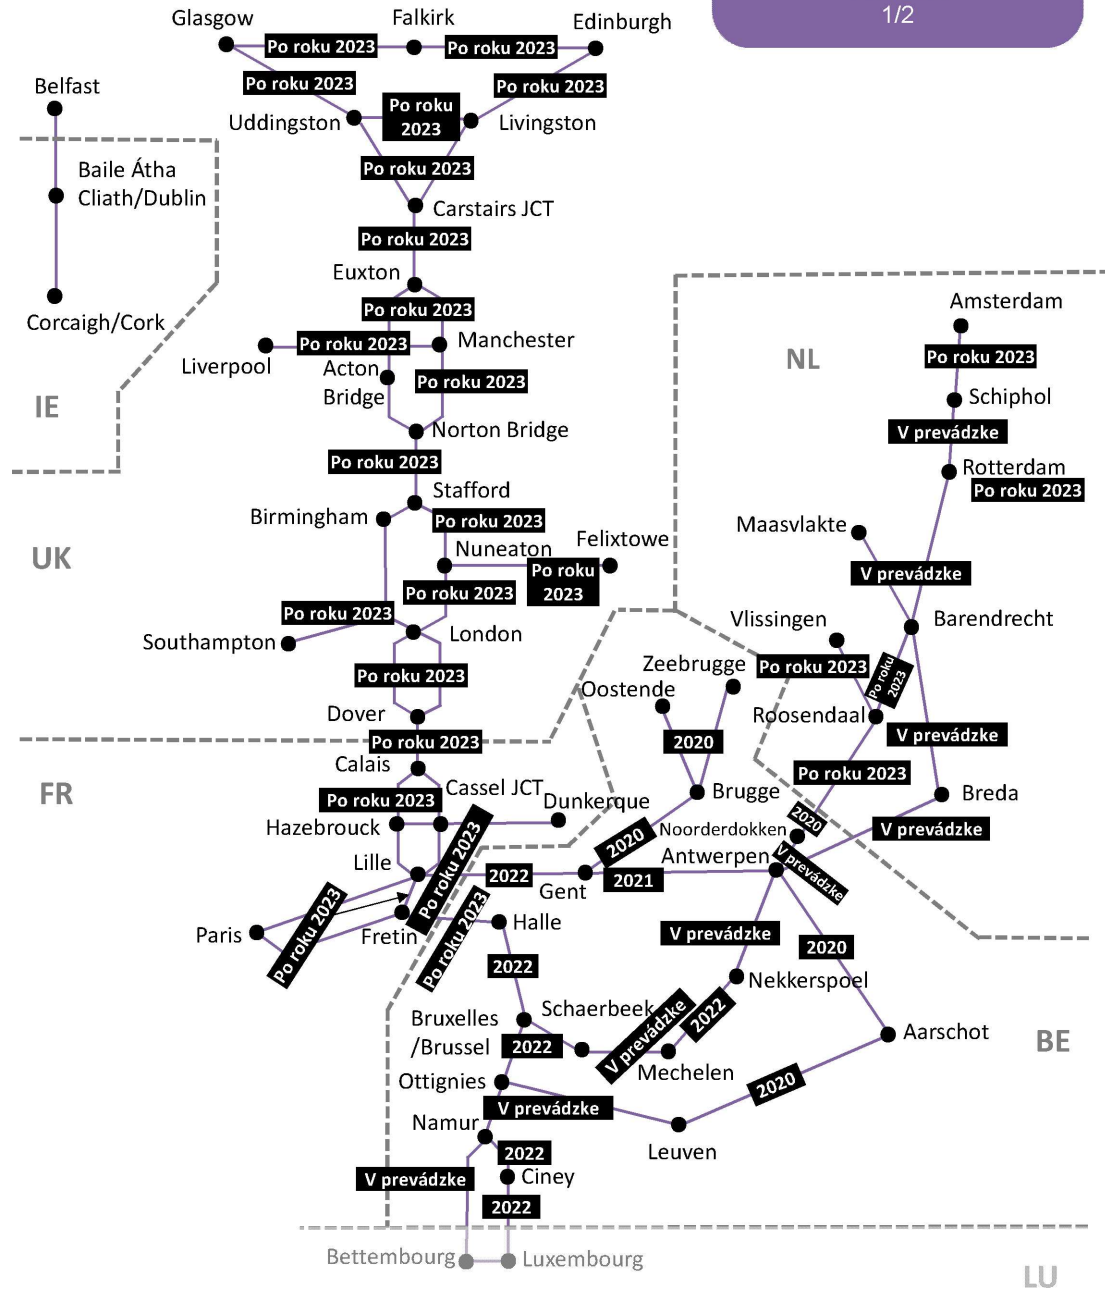 1/2
Glasgow
Falkirk
Edinburgh
Po roku 2023
Po roku 2023
Po roku 2023
Po roku 2023
Belfast
Uddingston
Po roku
2023
Livingston
Baile Átha
Cliath/Dublin
Po roku 2023
Carstairs JCT
Po roku 2023
Euxton
Corcaigh/Cork
Po roku 2023
Amsterdam
Liverpool
Po roku 2023
Manchester
NL
Po roku 2023
Acton
Bridge
Po roku 2023
Schiphol
IE
Norton Bridge
V prevádzke
Po roku 2023
Rotterdam
Po roku 2023
Stafford
Birmingham
Po roku 2023
Maasvlakte
UK
Nuneaton
Felixtowe
Po roku
2023
V prevádzke
Po roku 2023
Po roku 2023
Southampton
London
Vlissingen
Barendrecht
Po roku 2023
Zeebrugge
Po roku 2023
Po roku
2023
Oostende
Dover
Roosendaal
Po roku 2023
2020
V prevádzke
Calais
Po roku 2023
FR
Cassel JCT
Po roku 2023
Dunkerque
Brugge
Breda
Hazebrouck
2020
Noorderdokken
2020
V prevádzke
Lille
Po roku 2023
2022
Gent
2021
Antwerpen
V prevádzke
Paris
Po roku 2023
Fretin
Po roku 2023
Halle
V prevádzke
2020
2022
Nekkerspoel
Bruxelles
/Brussel
Schaerbeek
2022
V prevádzke
2022
Mechelen
Aarschot
BE
Ottignies
2020
V prevádzke
Namur
Leuven
2022
V prevádzke
Ciney
2022
Bettembourg
Luxembourg
LU